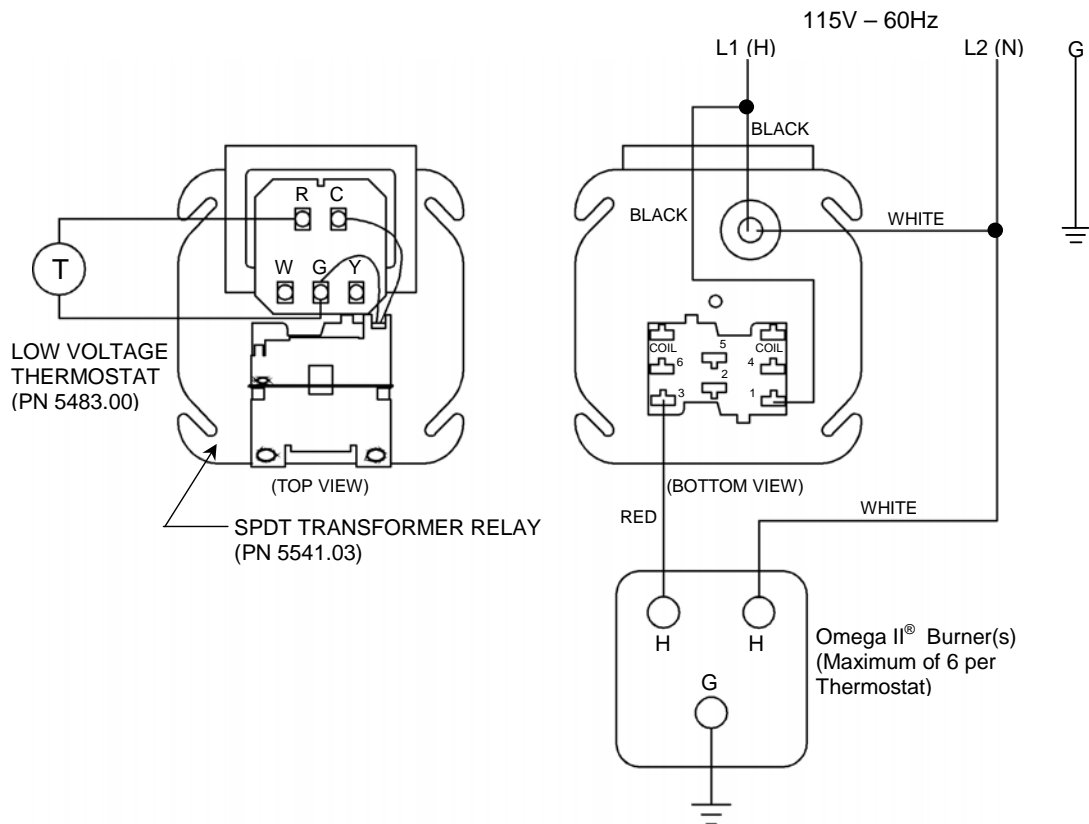 115V – 60Hz
L1 (H)
L2 (N)
G
BLACK
R C
BLACK
WHITE
T
W G Y
LOW VOLTAGE
THERMOSTAT
(PN 5483.00)
COIL
5
COIL
6
4
2
3
1
(TOP VIEW)
(BOTTOM VIEW)
RED
WHITE
SPDT TRANSFORMER RELAY
(PN 5541.03)
H
H
G
Omega II® Burner(s)
(Maximum of 6 per
Thermostat)